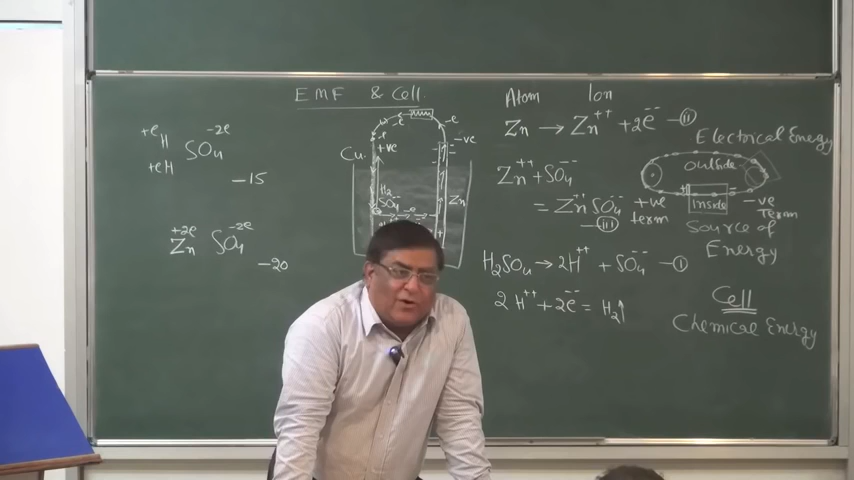 EMF & Cell.
+e H SO4 -2e
+e H
-15
+2e Zn SO4 -2e
-20
-e
-e
-e
+ve
-ve
Cu
H2
SO4
Zn
Atom Ion
Zn → Zn++ + 2e-- -(II)
Zn++ + SO4--
= Zn++ SO4--
-(III)
H2SO4 → 2H++ + SO4-- -(I)
2H++ + 2e-- = H2↑
Electrical Energy
Outside
Inside
+ve term
-ve Term
Source of
Energy
Cell
Chemical Energy